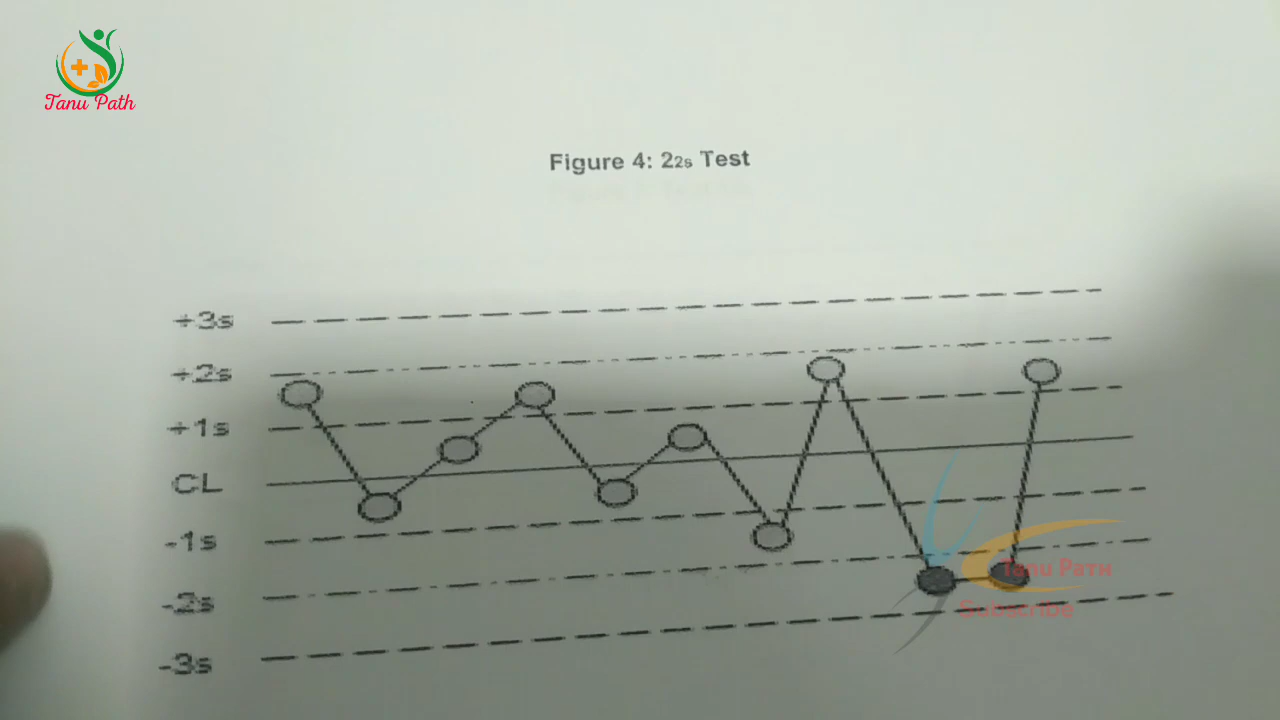 Tanu Path
Figure 4: 22s Test
+3s
+2s
+1s
CL
-1s
-2s
-3s
Tanu Path
Subscribe